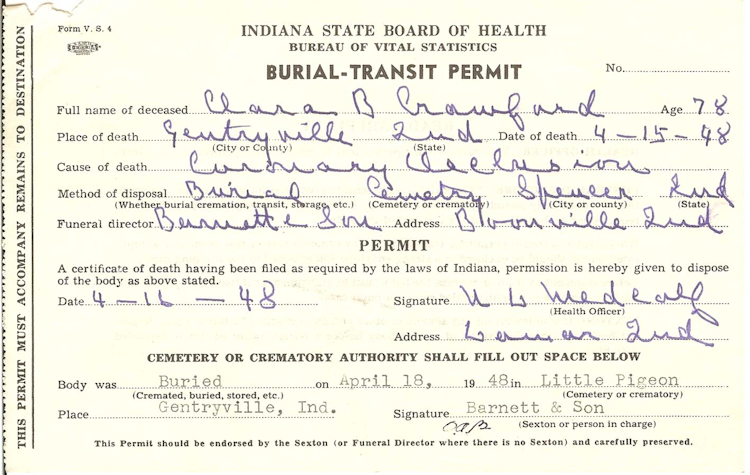 Form V. S. 4
INDIANA STATE BOARD OF HEALTH
BUREAU OF VITAL STATISTICS
BURIAL-TRANSIT PERMIT
No.
Full name of deceased Clara B Crawford Age 78
Place of death Gentryville Ind Date of death 4-15-48
(City or County) (State)
Cause of death Coronary Occlusion
Method of disposal Burial Cemetry Spencer Ind
(Whether burial cremation, transit, storage, etc.) (Cemetery or crematory) (City or county) (State)
Funeral director Barnett & Son Address Boonville Ind
PERMIT
A certificate of death having been filed as required by the laws of Indiana, permission is hereby given to dispose
of the body as above stated.
Date 4-16-48 Signature N L Medcalf
(Health Officer)
Address Lamar Ind
CEMETERY OR CREMATORY AUTHORITY SHALL FILL OUT SPACE BELOW
Body was Buried on April 18, 19 48 in Little Pigeon
(Cremated, buried, stored, etc.) (Cemetery or crematory)
Place Gentryville, Ind. Signature Barnett & Son
(Sexton or person in charge)
This Permit should be endorsed by the Sexton (or Funeral Director where there is no Sexton) and carefully preserved.
THIS PERMIT MUST ACCOMPANY REMAINS TO DESTINATION